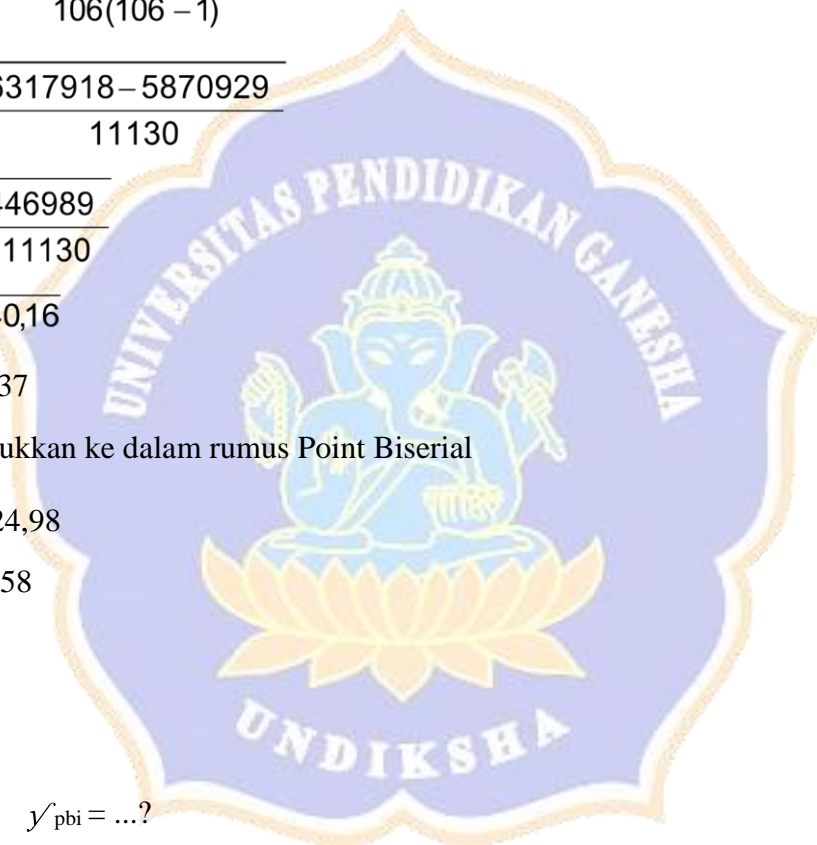 106(106 – 1)
6317918 – 5870929
11130
446989
11130
40,16
37
ukkan ke dalam rumus Point Biserial
24,98
58
UNIVERSITAS PENDIDIKAN GANESHA
UNDIKSHA
γ pbi = ...?